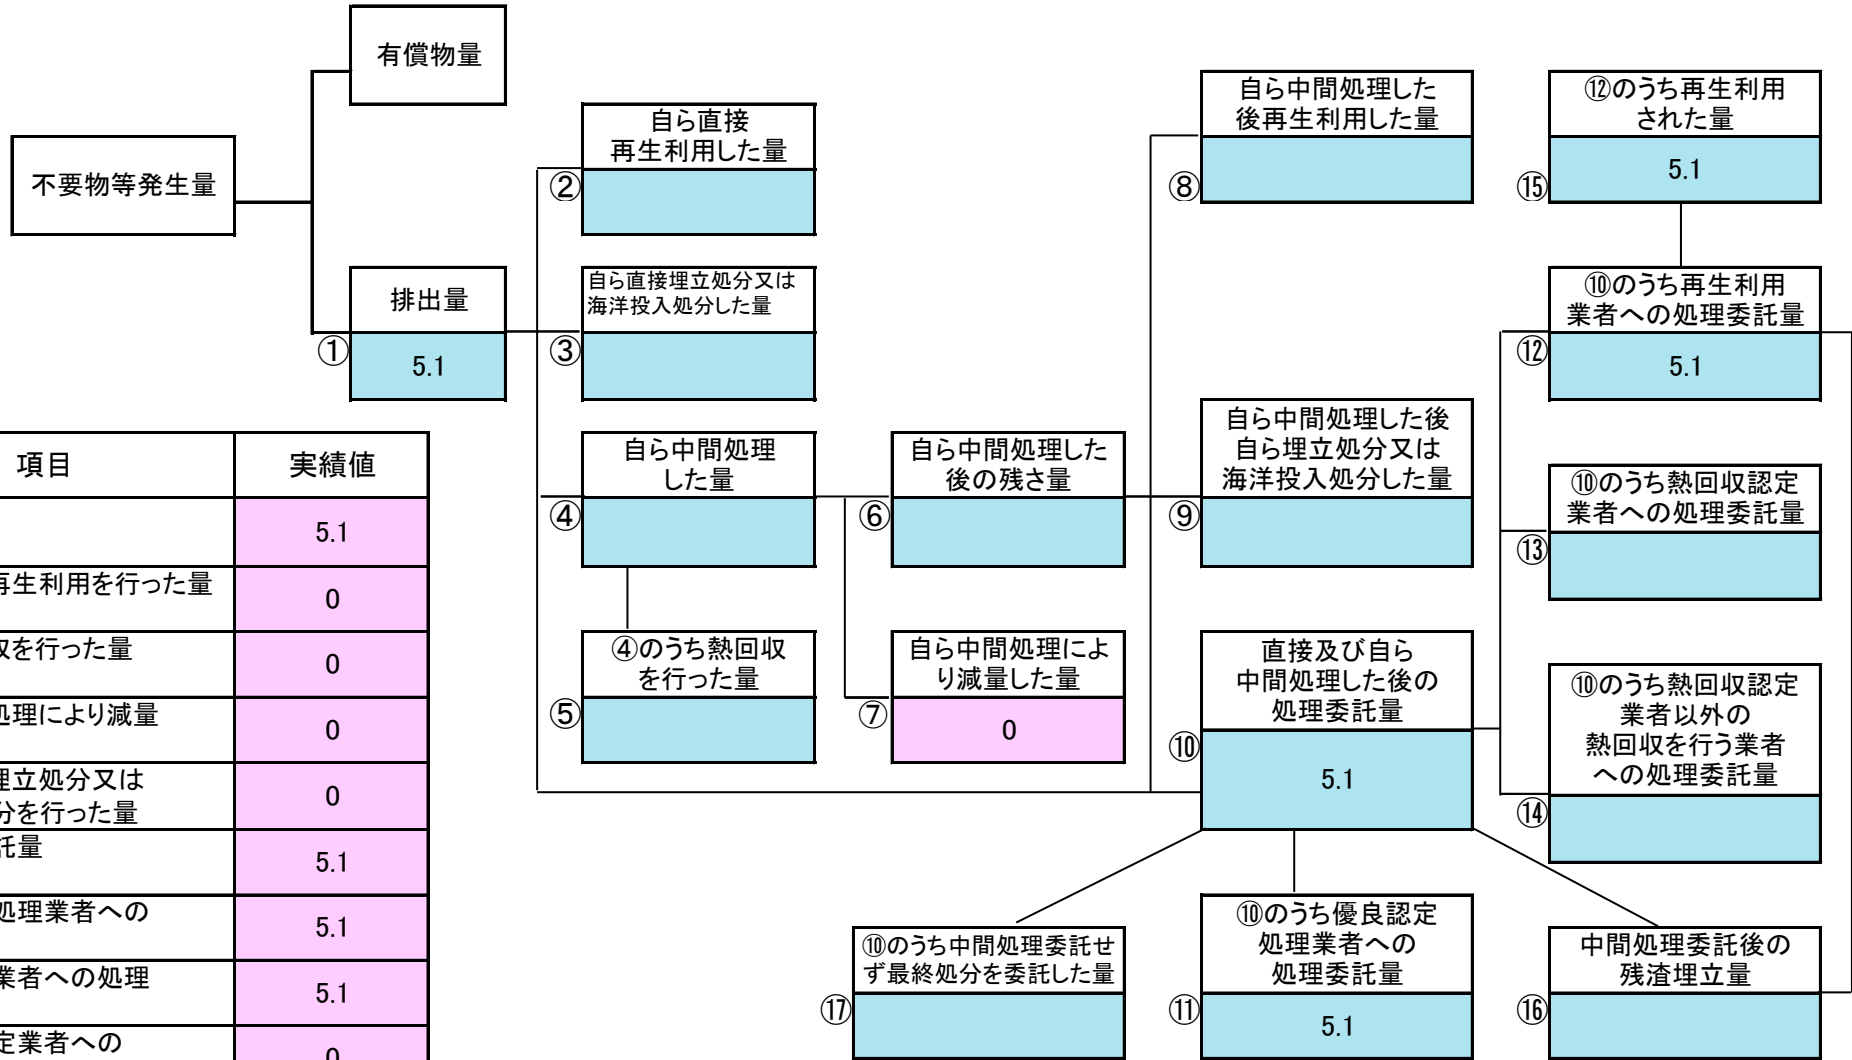 有償物量
不要物等発生量
排出量
①
5.1
自ら直接
再生利用した量
②
自ら直接埋立処分又は
海洋投入処分した量
③
自ら中間処理
した量
④
④のうち熱回収
を行った量
⑤
自ら中間処理した
後の残さ量
⑥
自ら中間処理によ
り減量した量
⑦
0
自ら中間処理した
後再生利用した量
⑧
自ら中間処理した後
自ら埋立処分又は
海洋投入処分した量
⑨
直接及び自ら
中間処理した後の
処理委託量
⑩
5.1
⑩のうち優良認定
処理業者への
処理委託量
⑪
5.1
⑩のうち中間処理委託せ
ず最終処分を委託した量
⑰
⑫のうち再生利用
された量
⑮
5.1
⑩のうち再生利用
業者への処理委託量
⑫
5.1
⑩のうち熱回収認定
業者への処理委託量
⑬
⑩のうち熱回収認定
業者以外の
熱回収を行う業者
への処理委託量
⑭
中間処理委託後の
残渣埋立量
⑯
項目 実績値
5.1
再生利用を行った量 0
を行った量 0
処理により減量 0
埋立処分又は
分を行った量 0
託量 5.1
処理業者への 5.1
業者への処理 5.1
定業者への 0